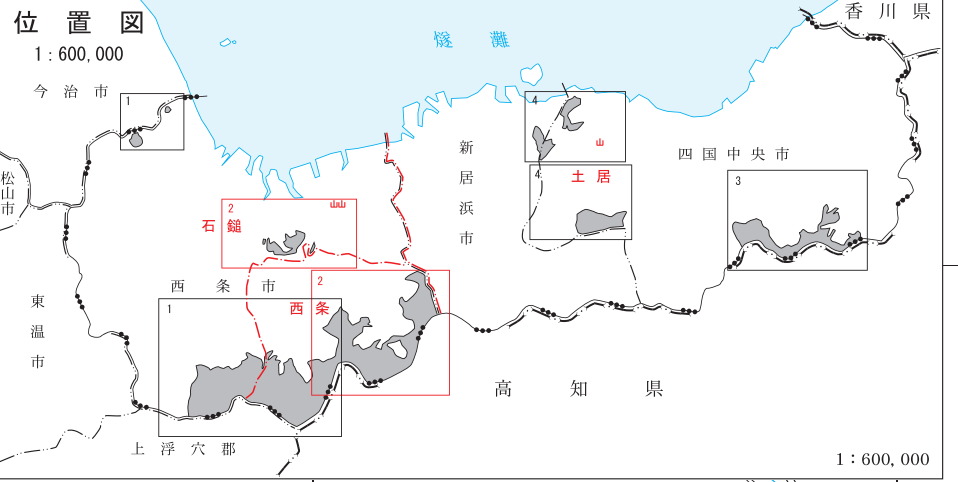 位置図
1:600,000
香川県
燧灘
今治市
1
4
新居浜市
山
四国中央市
松山市
4
土居
3
2
山山
石鎚
西条市
2
1
西条
東温市
高知県
上浮穴郡
1:600,000